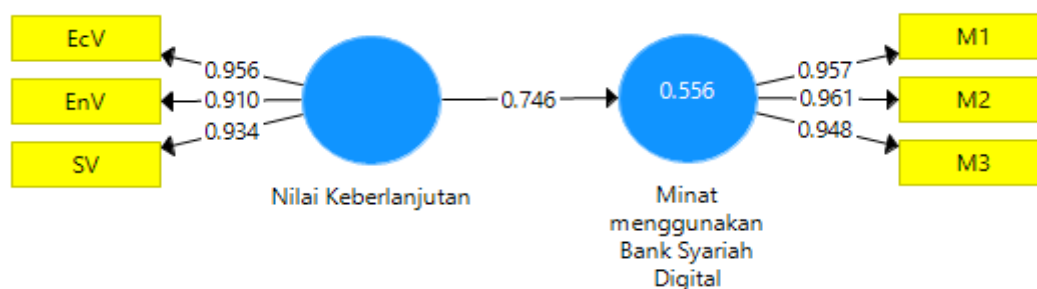 EcV
EnV
SV
0.956
0.910
0.934
Nilai Keberlanjutan
0.746
0.556
Minat
menggunakan
Bank Syariah
Digital
0.957
0.961
0.948
M1
M2
M3